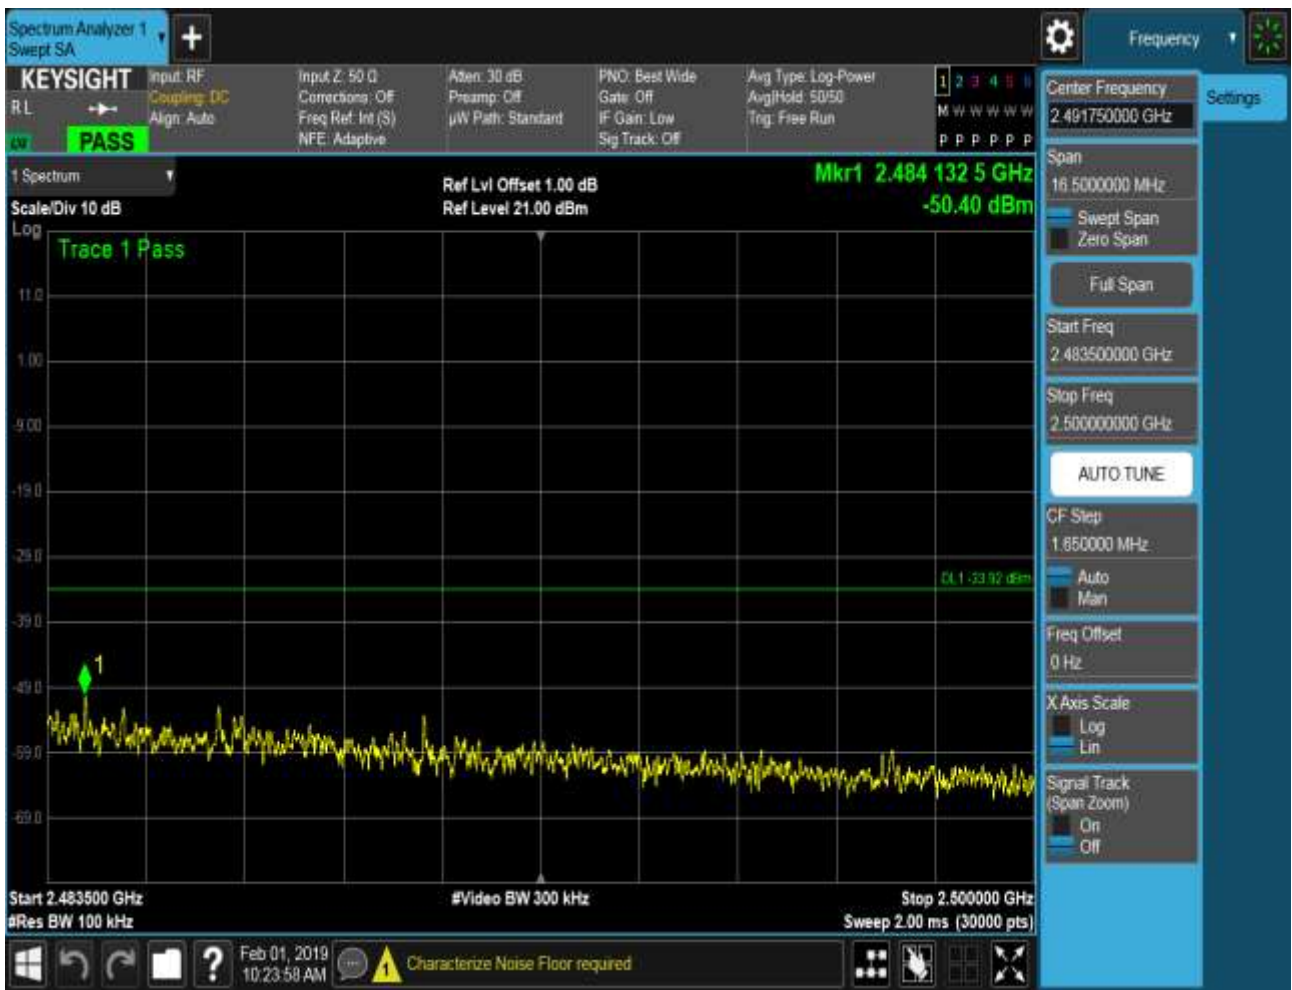 Spectrum Analyzer 1
Swept SA
+
Frequency
KEYSIGHT
R L
PASS
Input: RF
Coupling: DC
Align: Auto
Input Z: 50 Ω
Corrections: Off
Freq Ref: Int (S)
NFE: Adaptive
Atten: 30 dB
Preamp: Off
µW Path: Standard
PNO: Best Wide
Gate: Off
IF Gain: Low
Sig Track: Off
Avg Type: Log-Power
Avg|Hold: 50/50
Trig: Free Run
1 2 3 4 5 6
M W W W W W
P P P P P P
1 Spectrum
Scale/Div 10 dB
Log
Ref Lvl Offset 1.00 dB
Ref Level 21.00 dBm
Mkr1 2.484 132 5 GHz
-50.40 dBm
Trace 1 Pass
11.0
1.00
-9.00
-19.0
-29.0
DL1 -33.92 dBm
-39.0
1
-49.0
-59.0
-69.0
Start 2.483500 GHz
#Res BW 100 kHz
#Video BW 300 kHz
Stop 2.500000 GHz
Sweep 2.00 ms (30000 pts)
Center Frequency
2.491750000 GHz
Settings
Span
16.5000000 MHz
Swept Span
Zero Span
Full Span
Start Freq
2.483500000 GHz
Stop Freq
2.500000000 GHz
AUTO TUNE
CF Step
1.650000 MHz
Auto
Man
Freq Offset
0 Hz
X Axis Scale
Log
Lin
Signal Track
(Span Zoom)
On
Off
?
Feb 01, 2019
10:23:58 AM
1
Characterize Noise Floor required